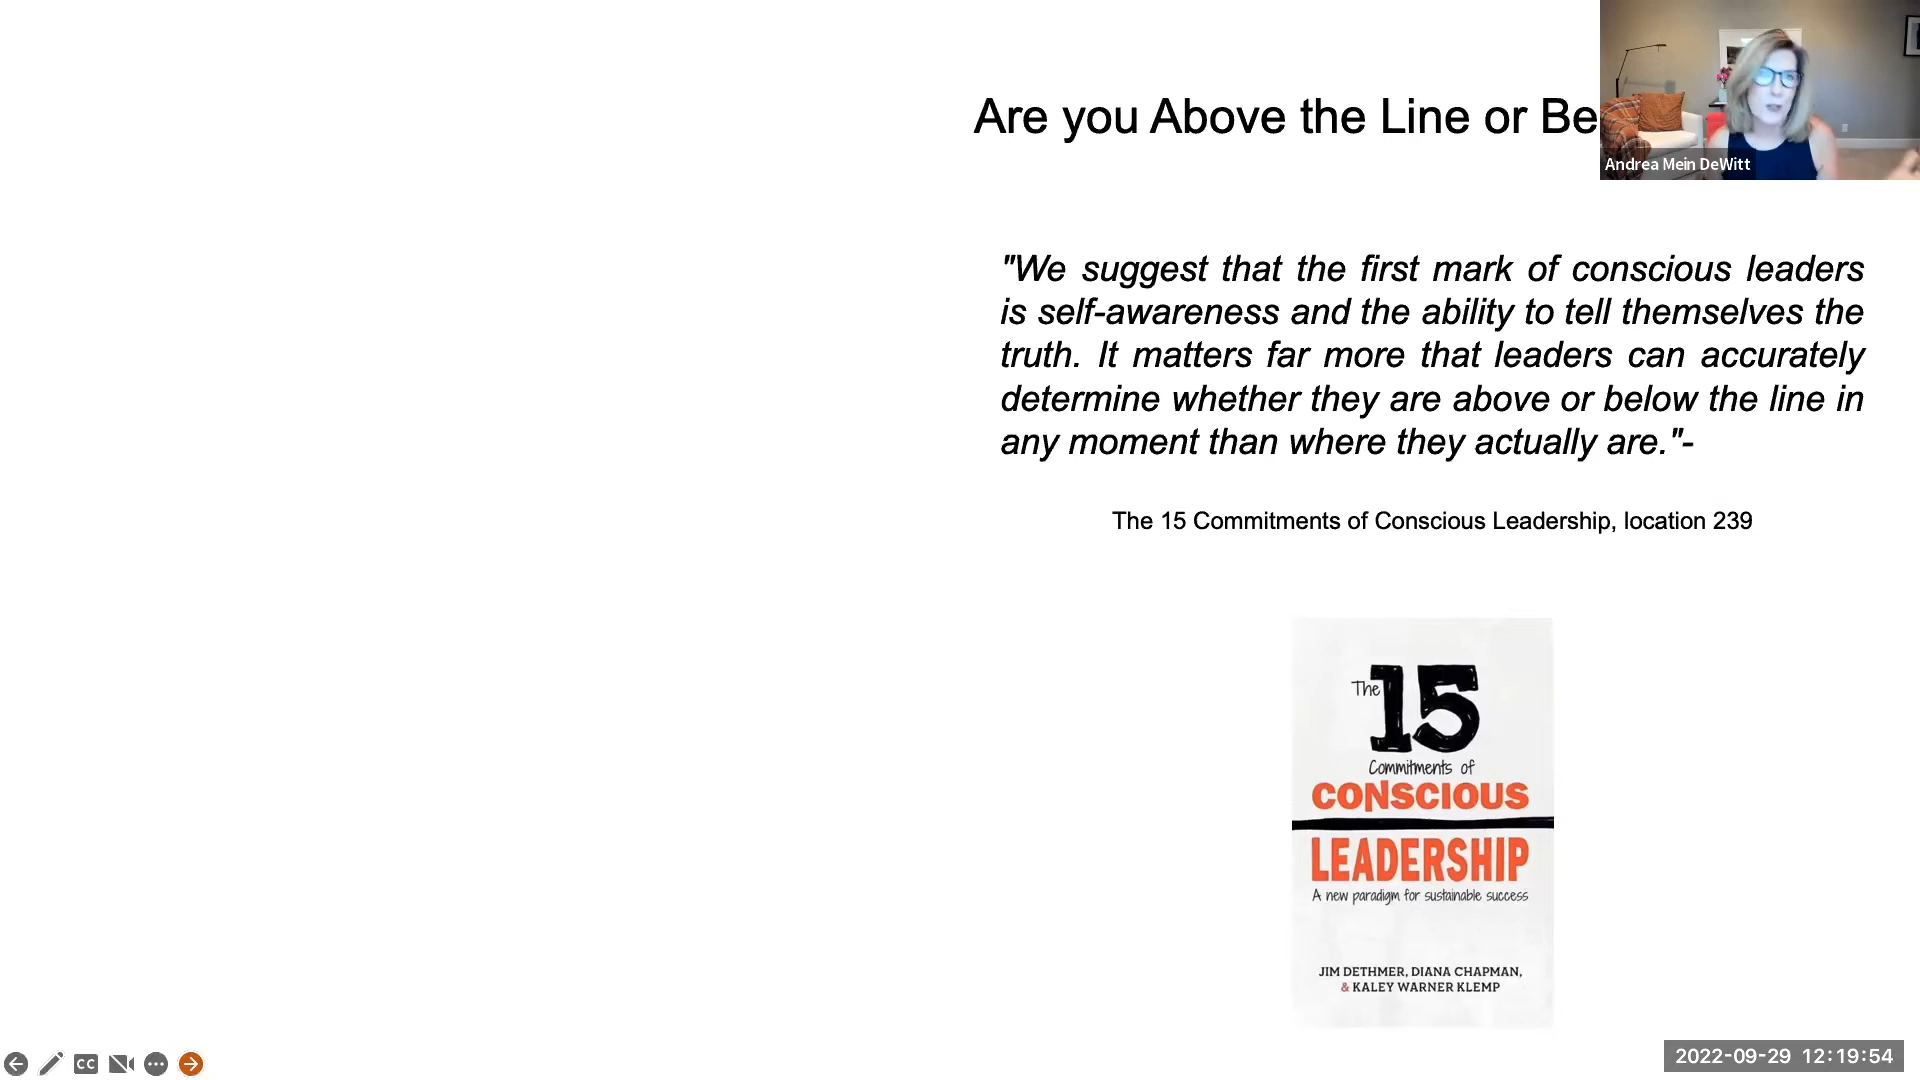 Are you Above the Line or Be
Andrea Mein DeWitt
"We suggest that the first mark of conscious leaders
is self-awareness and the ability to tell themselves the
truth. It matters far more that leaders can accurately
determine whether they are above or below the line in
any moment than where they actually are."-
The 15 Commitments of Conscious Leadership, location 239
The 15
Commitments of
CONSCIOUS
LEADERSHIP
A new paradigm for sustainable success
JIM DETHMER, DIANA CHAPMAN,
& KALEY WARNER KLEMP
CC
2022-09-29 12:19:54